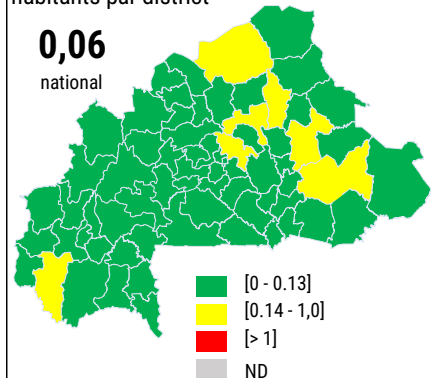 habitants par district
0,06
national
[0 - 0.13]
[0.14 - 1,0]
[> 1]
ND